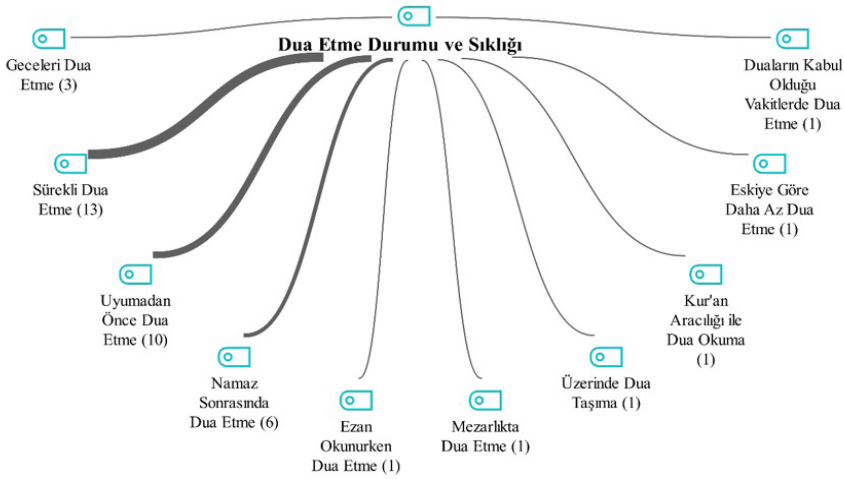 Dua Etme Durumu ve Sıklığı
Geceleri Dua
Etme (3)
Sürekli Dua
Etme (13)
Uyumadan
Önce Dua
Etme (10)
Namaz
Sonrasında
Dua Etme (6)
Ezan
Okunurken
Dua Etme (1)
Mezarlıkta
Dua Etme (1)
Üzerinde Dua
Taşıma (1)
Kur'an
Aracılığı ile
Dua Okuma
(1)
Eskiye Göre
Daha Az Dua
Etme (1)
Duaların Kabul
Olduğu
Vakitlerde Dua
Etme (1)